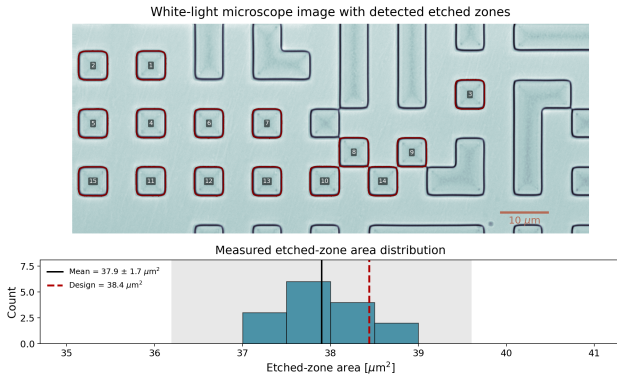 White-light microscope image with detected etched zones
2
1
3
5
4
6
7
8
9
15
11
12
13
10
14
10 μm
Measured etched-zone area distribution
Count
7.5
5.0
2.5
0.0
Mean = 37.9 ± 1.7 μm²
Design = 38.4 μm²
35 36 37 38 39 40 41
Etched-zone area [μm²]